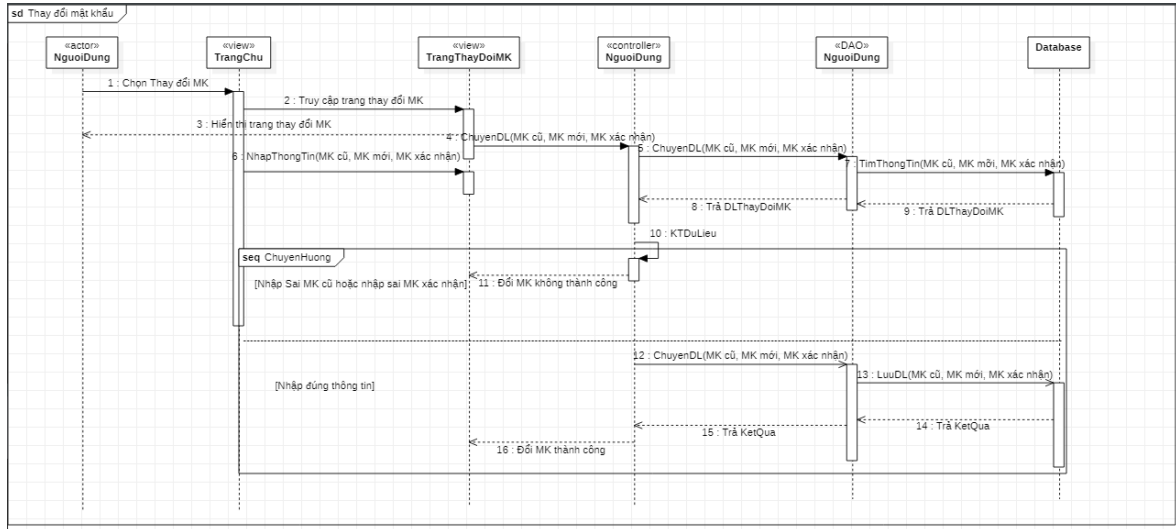 sd Thay đổi mật khẩu
«actor»
NguoiDung
«view»
TrangChu
«view»
TrangThayDoiMK
«controller»
NguoiDung
«DAO»
NguoiDung
Database
1 : Chọn Thay đổi MK
2 : Truy cập trang thay đổi MK
3 : Hiển thị trang thay đổi MK
4 : ChuyenDL(MK cũ, MK mới, MK xác nhận)
5 : ChuyenDL(MK cũ, MK mới, MK xác nhận)
6 : NhapThongTin(MK cũ, MK mới, MK xác nhận)
7 : TimThongTin(MK cũ, MK mỡi, MK xác nhận)
8 : Trả DLThayDoiMK
9 : Trả DLThayDoiMK
10 : KTDuLieu
seq ChuyenHuong
[Nhập Sai MK cũ hoặc nhập sai MK xác nhận]
11 : Đổi MK không thành công
12 : ChuyenDL(MK cũ, MK mới, MK xác nhận)
13 : LuuDL(MK cũ, MK mới, MK xác nhận)
[Nhập đúng thông tin]
14 : Trả KetQua
15 : Trả KetQua
16 : Đổi MK thành công